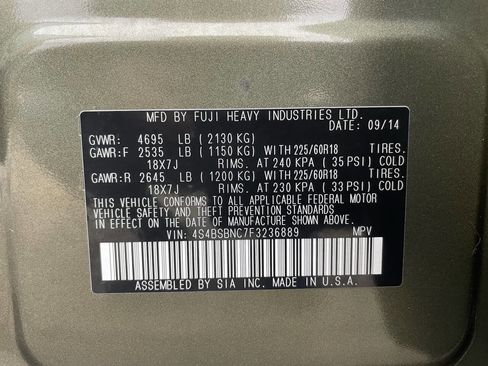 MFD BY FUJI HEAVY INDUSTRIES LTD.
DATE: 09/14
GVWR: 4695 LB ( 2130 KG)
GAWR:F 2535 LB ( 1150 KG) WITH 225/60R18 TIRES.
18X7J RIMS. AT 240 KPA ( 35 PSI) COLD
GAWR:R 2645 LB ( 1200 KG) WITH 225/60R18 TIRES.
18X7J RIMS. AT 230 KPA ( 33 PSI) COLD
THIS VEHICLE CONFORMS TO ALL APPLICABLE FEDERAL MOTOR
VEHICLE SAFETY AND THEFT PREVENTION STANDARDS
IN EFFECT ON THE DATE OF MANUFACTURE SHOWN ABOVE.
VIN: 4S4BSBNC7F3236889 MPV
ASSEMBLED BY SIA INC. MADE IN U.S.A.